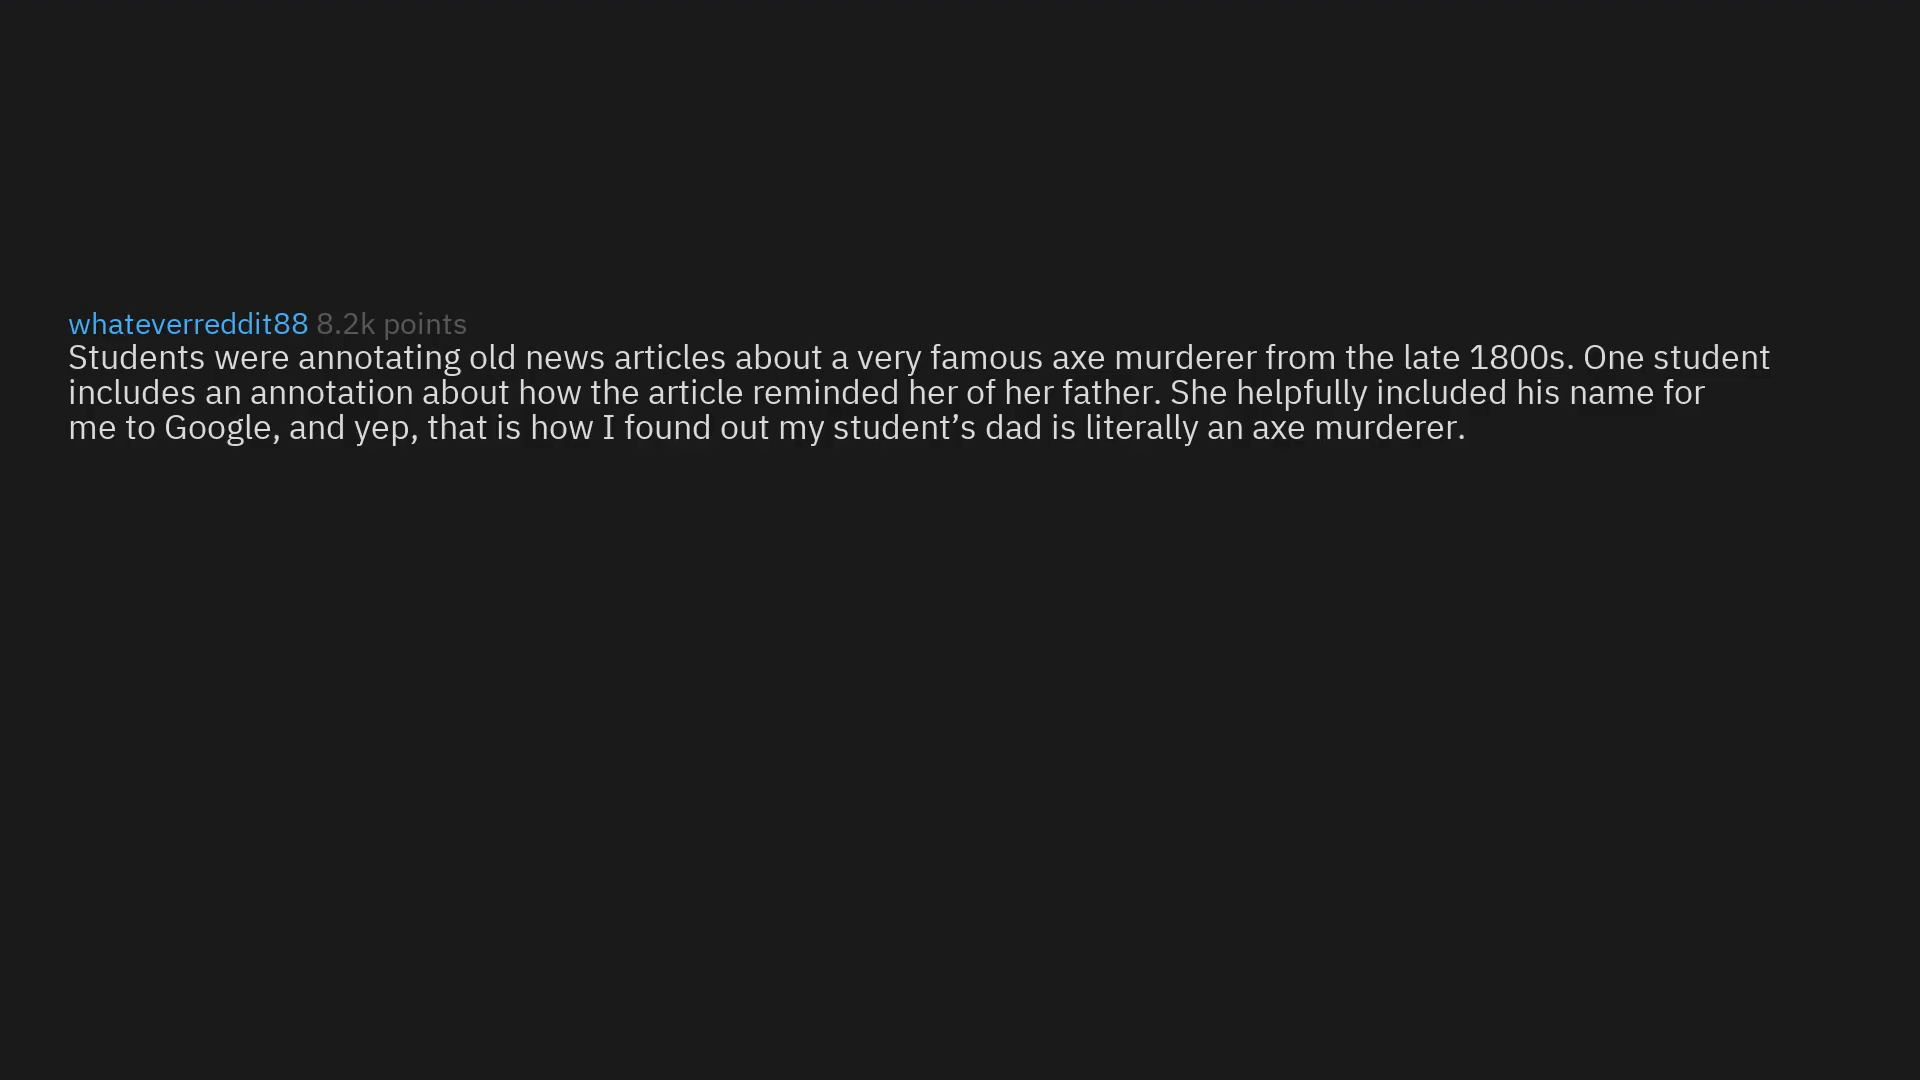 whateverreddit88 8.2k points
Students were annotating old news articles about a very famous axe murderer from the late 1800s. One student
includes an annotation about how the article reminded her of her father. She helpfully included his name for
me to Google, and yep, that is how I found out my student’s dad is literally an axe murderer.